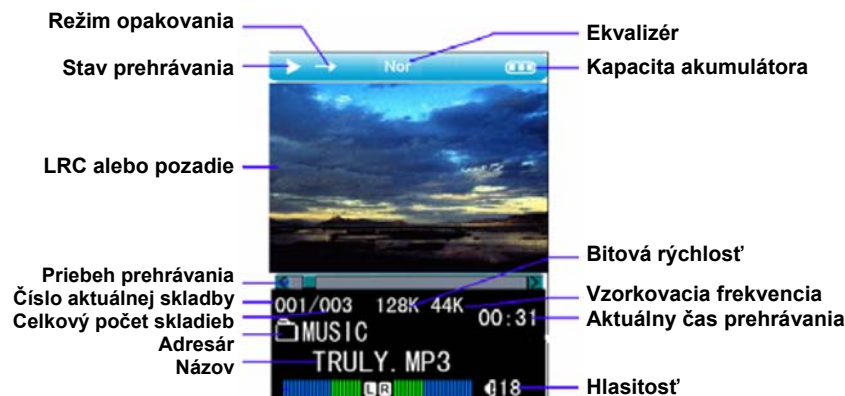 Režim opakovania
Stav prehrávania
LRC alebo pozadie
Priebeh prehrávania
Číslo aktuálnej skladby
Celkový počet skladieb
Adresár
Názov
Nor
001/003 128K 44K
00:31
MUSIC
TRULY.MP3
L R
18
Ekvalizér
Kapacita akumulátora
Bitová rýchlosť
Vzorkovacia frekvencia
Aktuálny čas prehrávania
Hlasitosť